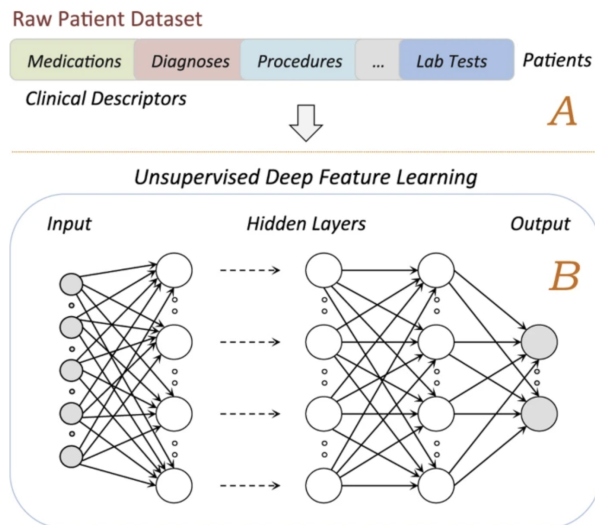 Raw Patient Dataset
Medications Diagnoses Procedures ... Lab Tests Patients
Clinical Descriptors
A
Unsupervised Deep Feature Learning
Input Hidden Layers Output
B